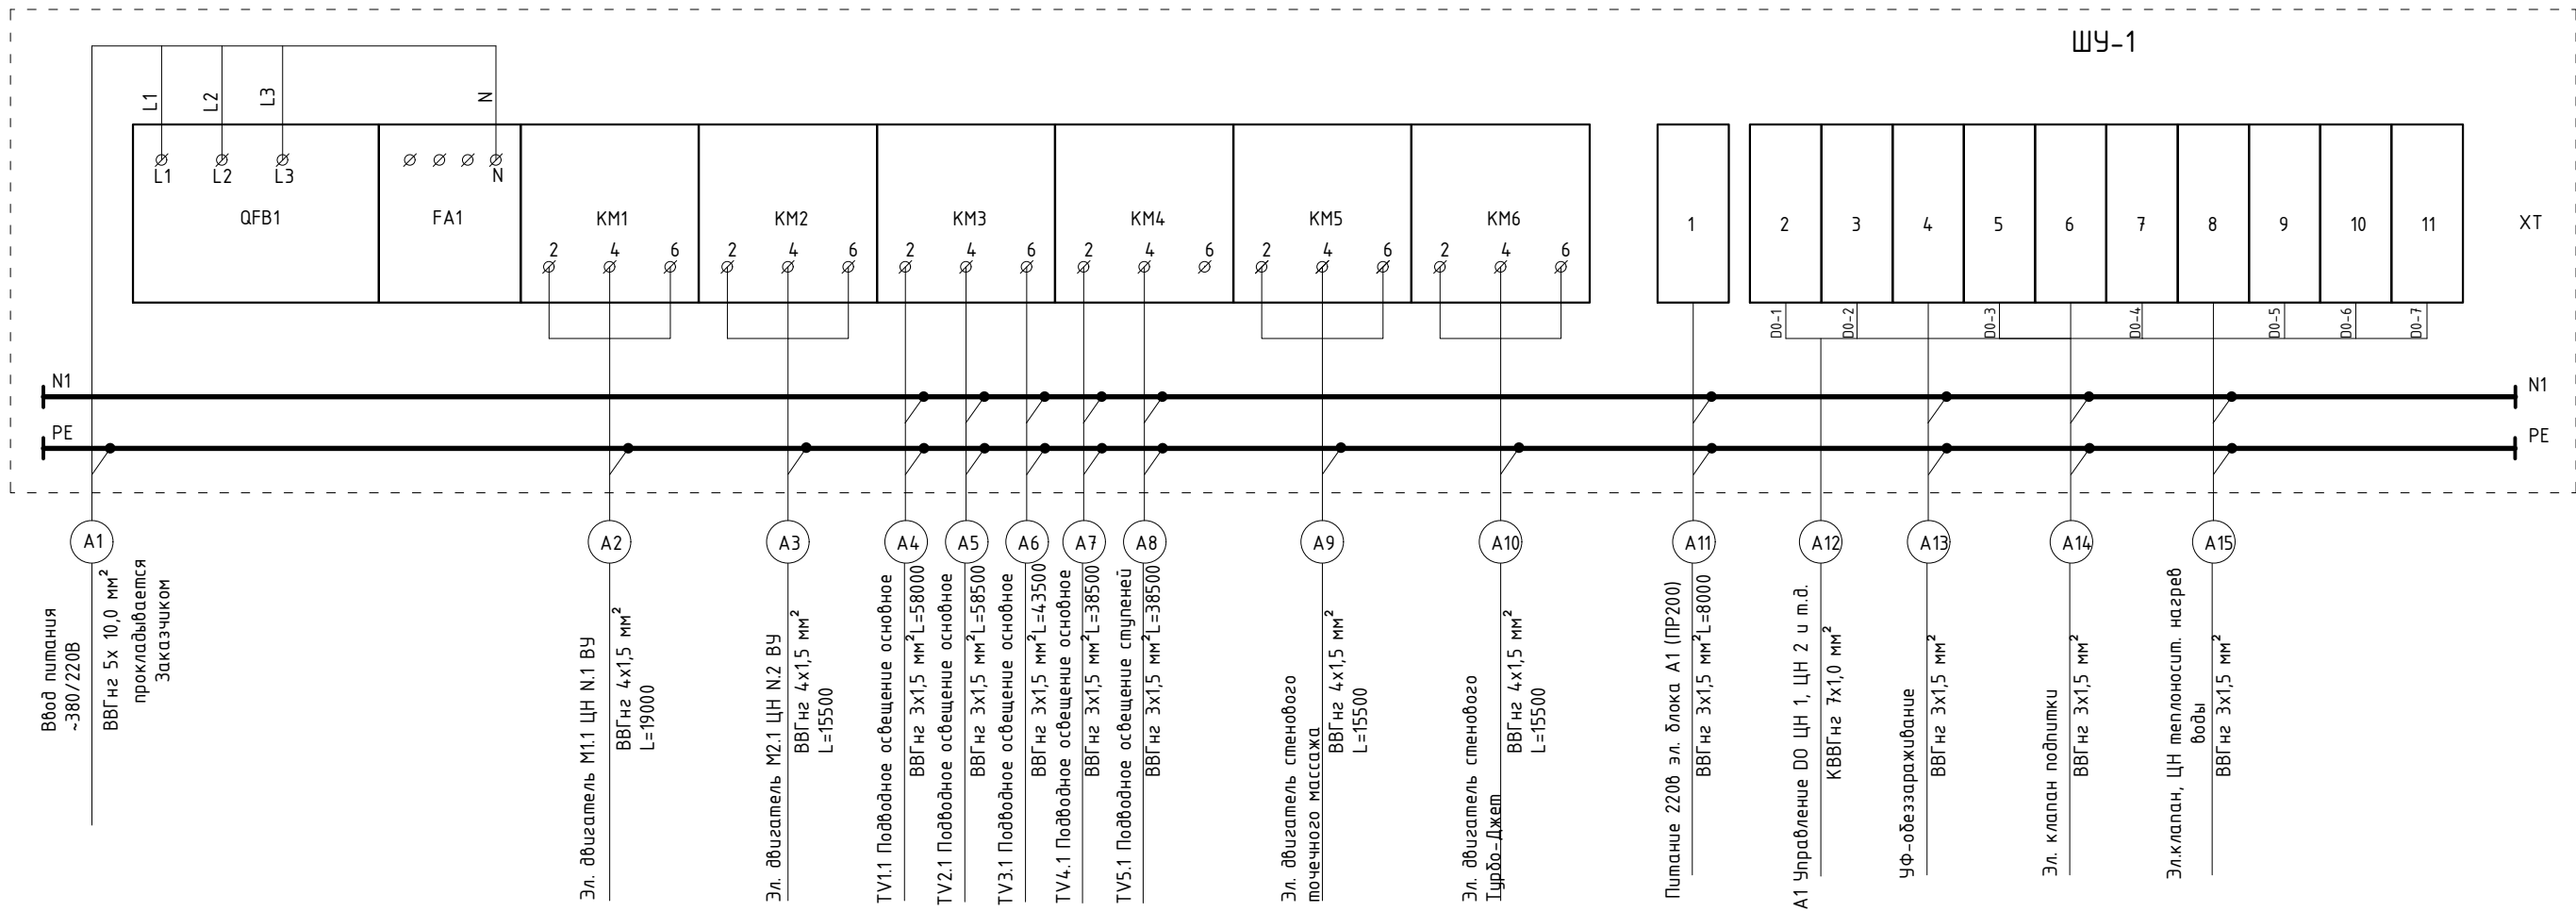 ШУ-1
L1
L2
L3
N
L1
L2
L3
N
QFB1
FA1
KM1
2
4
6
KM2
2
4
6
KM3
2
4
6
KM4
2
4
6
KM5
2
4
6
KM6
2
4
6
1
2
3
4
5
6
7
8
9
10
11
XT
DO-1
DO-2
DO-3
DO-4
DO-5
DO-6
DO-7
N1
N1
PE
PE
A1
A2
A3
A4
A5
A6
A7
A8
A9
A10
A11
A12
A13
A14
A15
Ввод питания
~380/220В
ВВГнг 5х 10,0 мм²
прокладывается
Заказчиком
Эл. двигатель М1.1 ЦН N.1 ВУ
ВВГнг 4х1,5 мм²
L=19000
Эл. двигатель М2.1 ЦН N.2 ВУ
ВВГнг 4х1,5 мм²
L=15500
TV1.1 Подводное освещение основное
ВВГнг 3х1,5 мм² L=58000
TV2.1 Подводное освещение основное
ВВГнг 3х1,5 мм² L=58500
TV3.1 Подводное освещение основное
ВВГнг 3х1,5 мм² L=43500
TV4.1 Подводное освещение основное
ВВГнг 3х1,5 мм² L=38500
TV5.1 Подводное освещение ступеней
ВВГнг 3х1,5 мм² L=38500
Эл. двигатель стенового
точечного массажа
ВВГнг 4х1,5 мм²
L=15500
Эл. двигатель стенового
Турбо-Джет
ВВГнг 4х1,5 мм²
L=15500
Питание 220в эл. блока А1 (ПР200)
ВВГнг 3х1,5 мм² L=8000
А1 Управление DO ЦН 1, ЦН 2 и т.д.
КВВГнг 7х1,0 мм²
УФ-обеззараживание
ВВГнг 3х1,5 мм²
Эл. клапан подпитки
ВВГнг 3х1,5 мм²
Эл.клапан, ЦН теплоносит. нагрев
воды
ВВГнг 3х1,5 мм²